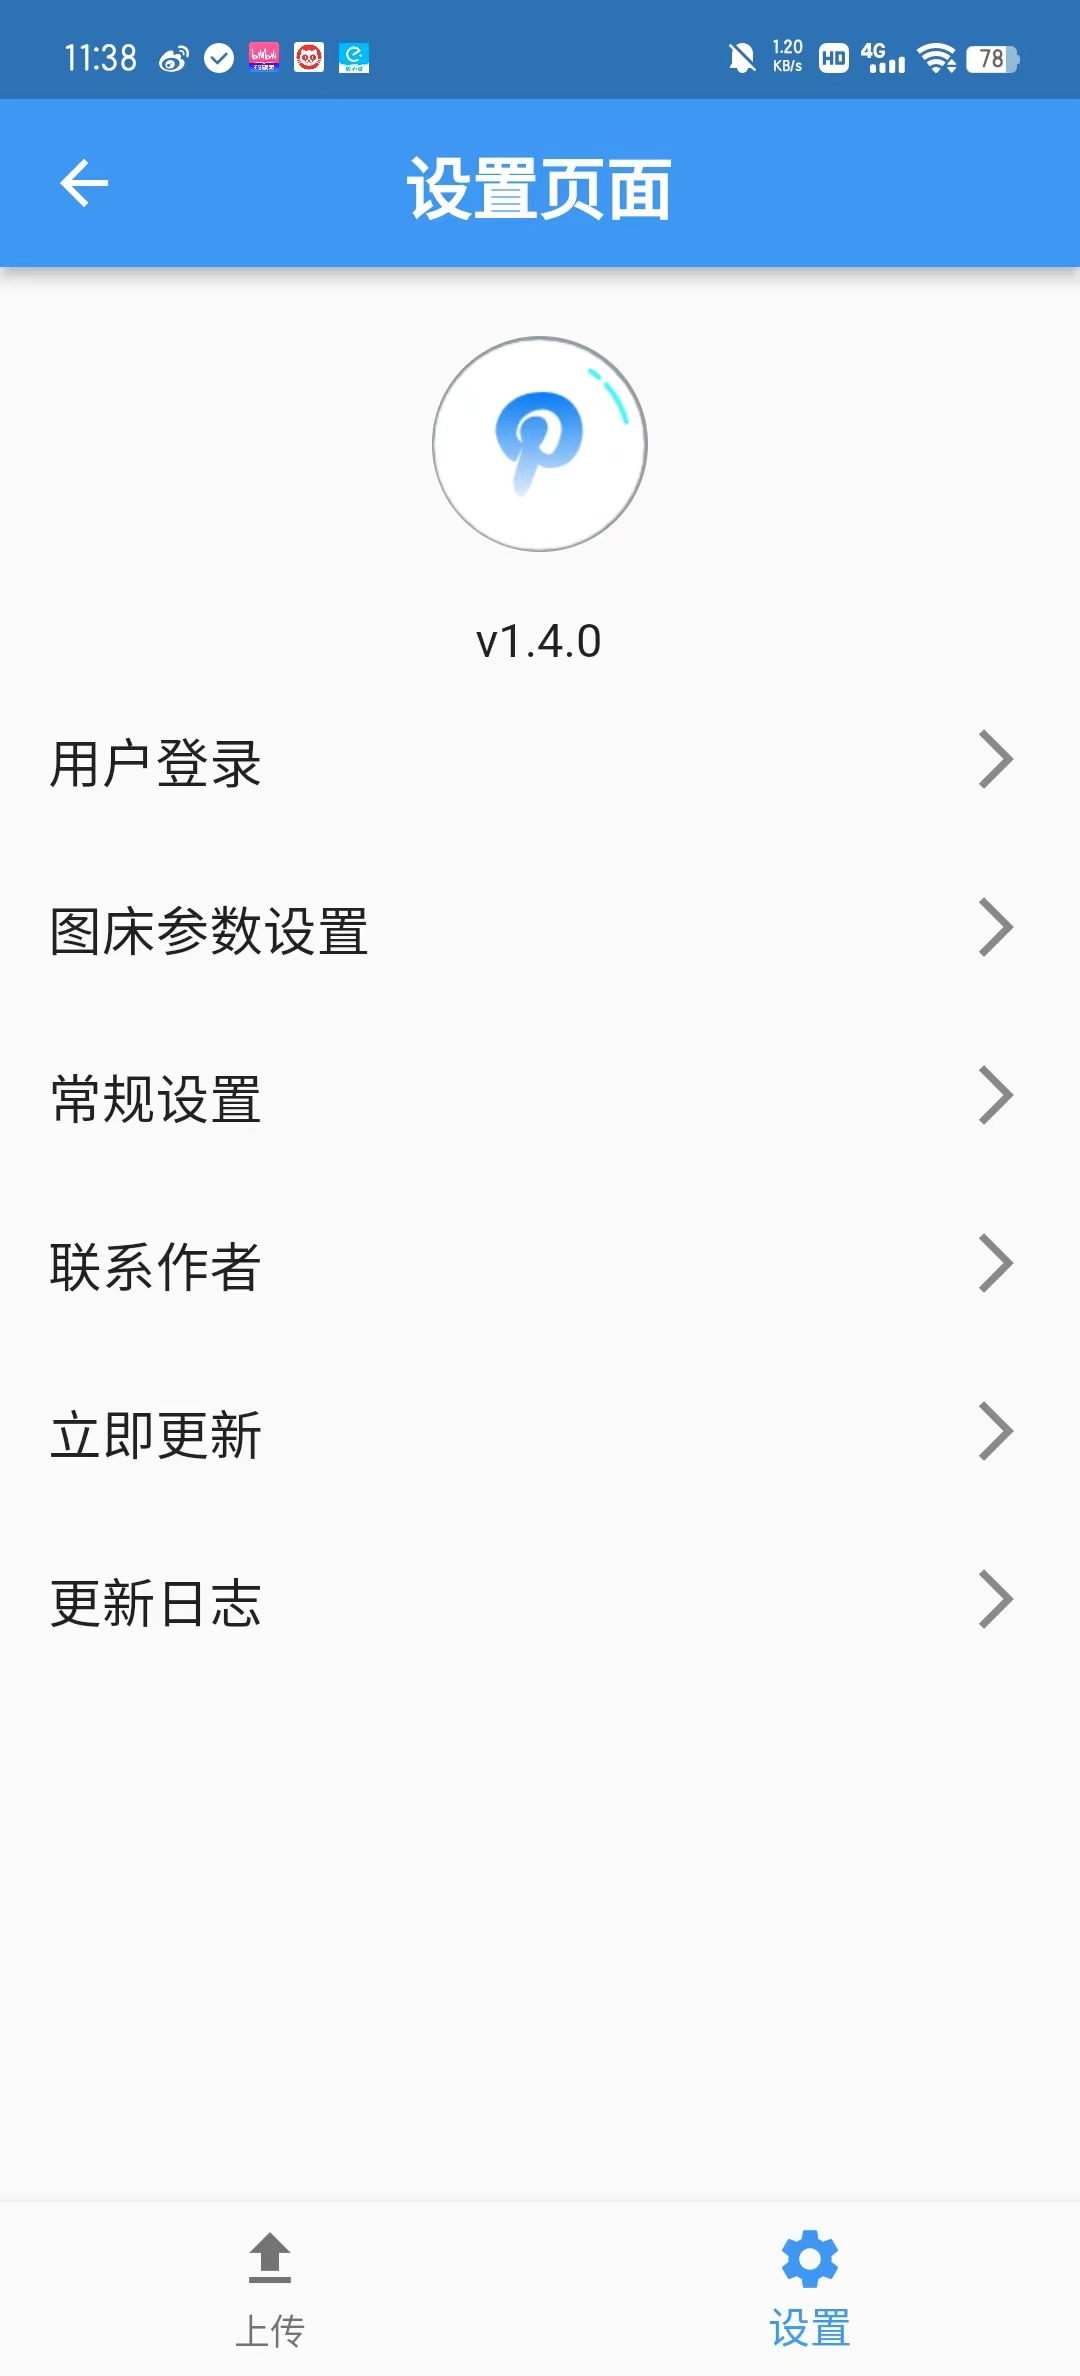 11:38
1.20
KB/s
HD
4G
78
设置页面
v1.4.0
用户登录
图床参数设置
常规设置
联系作者
立即更新
更新日志
上传
设置